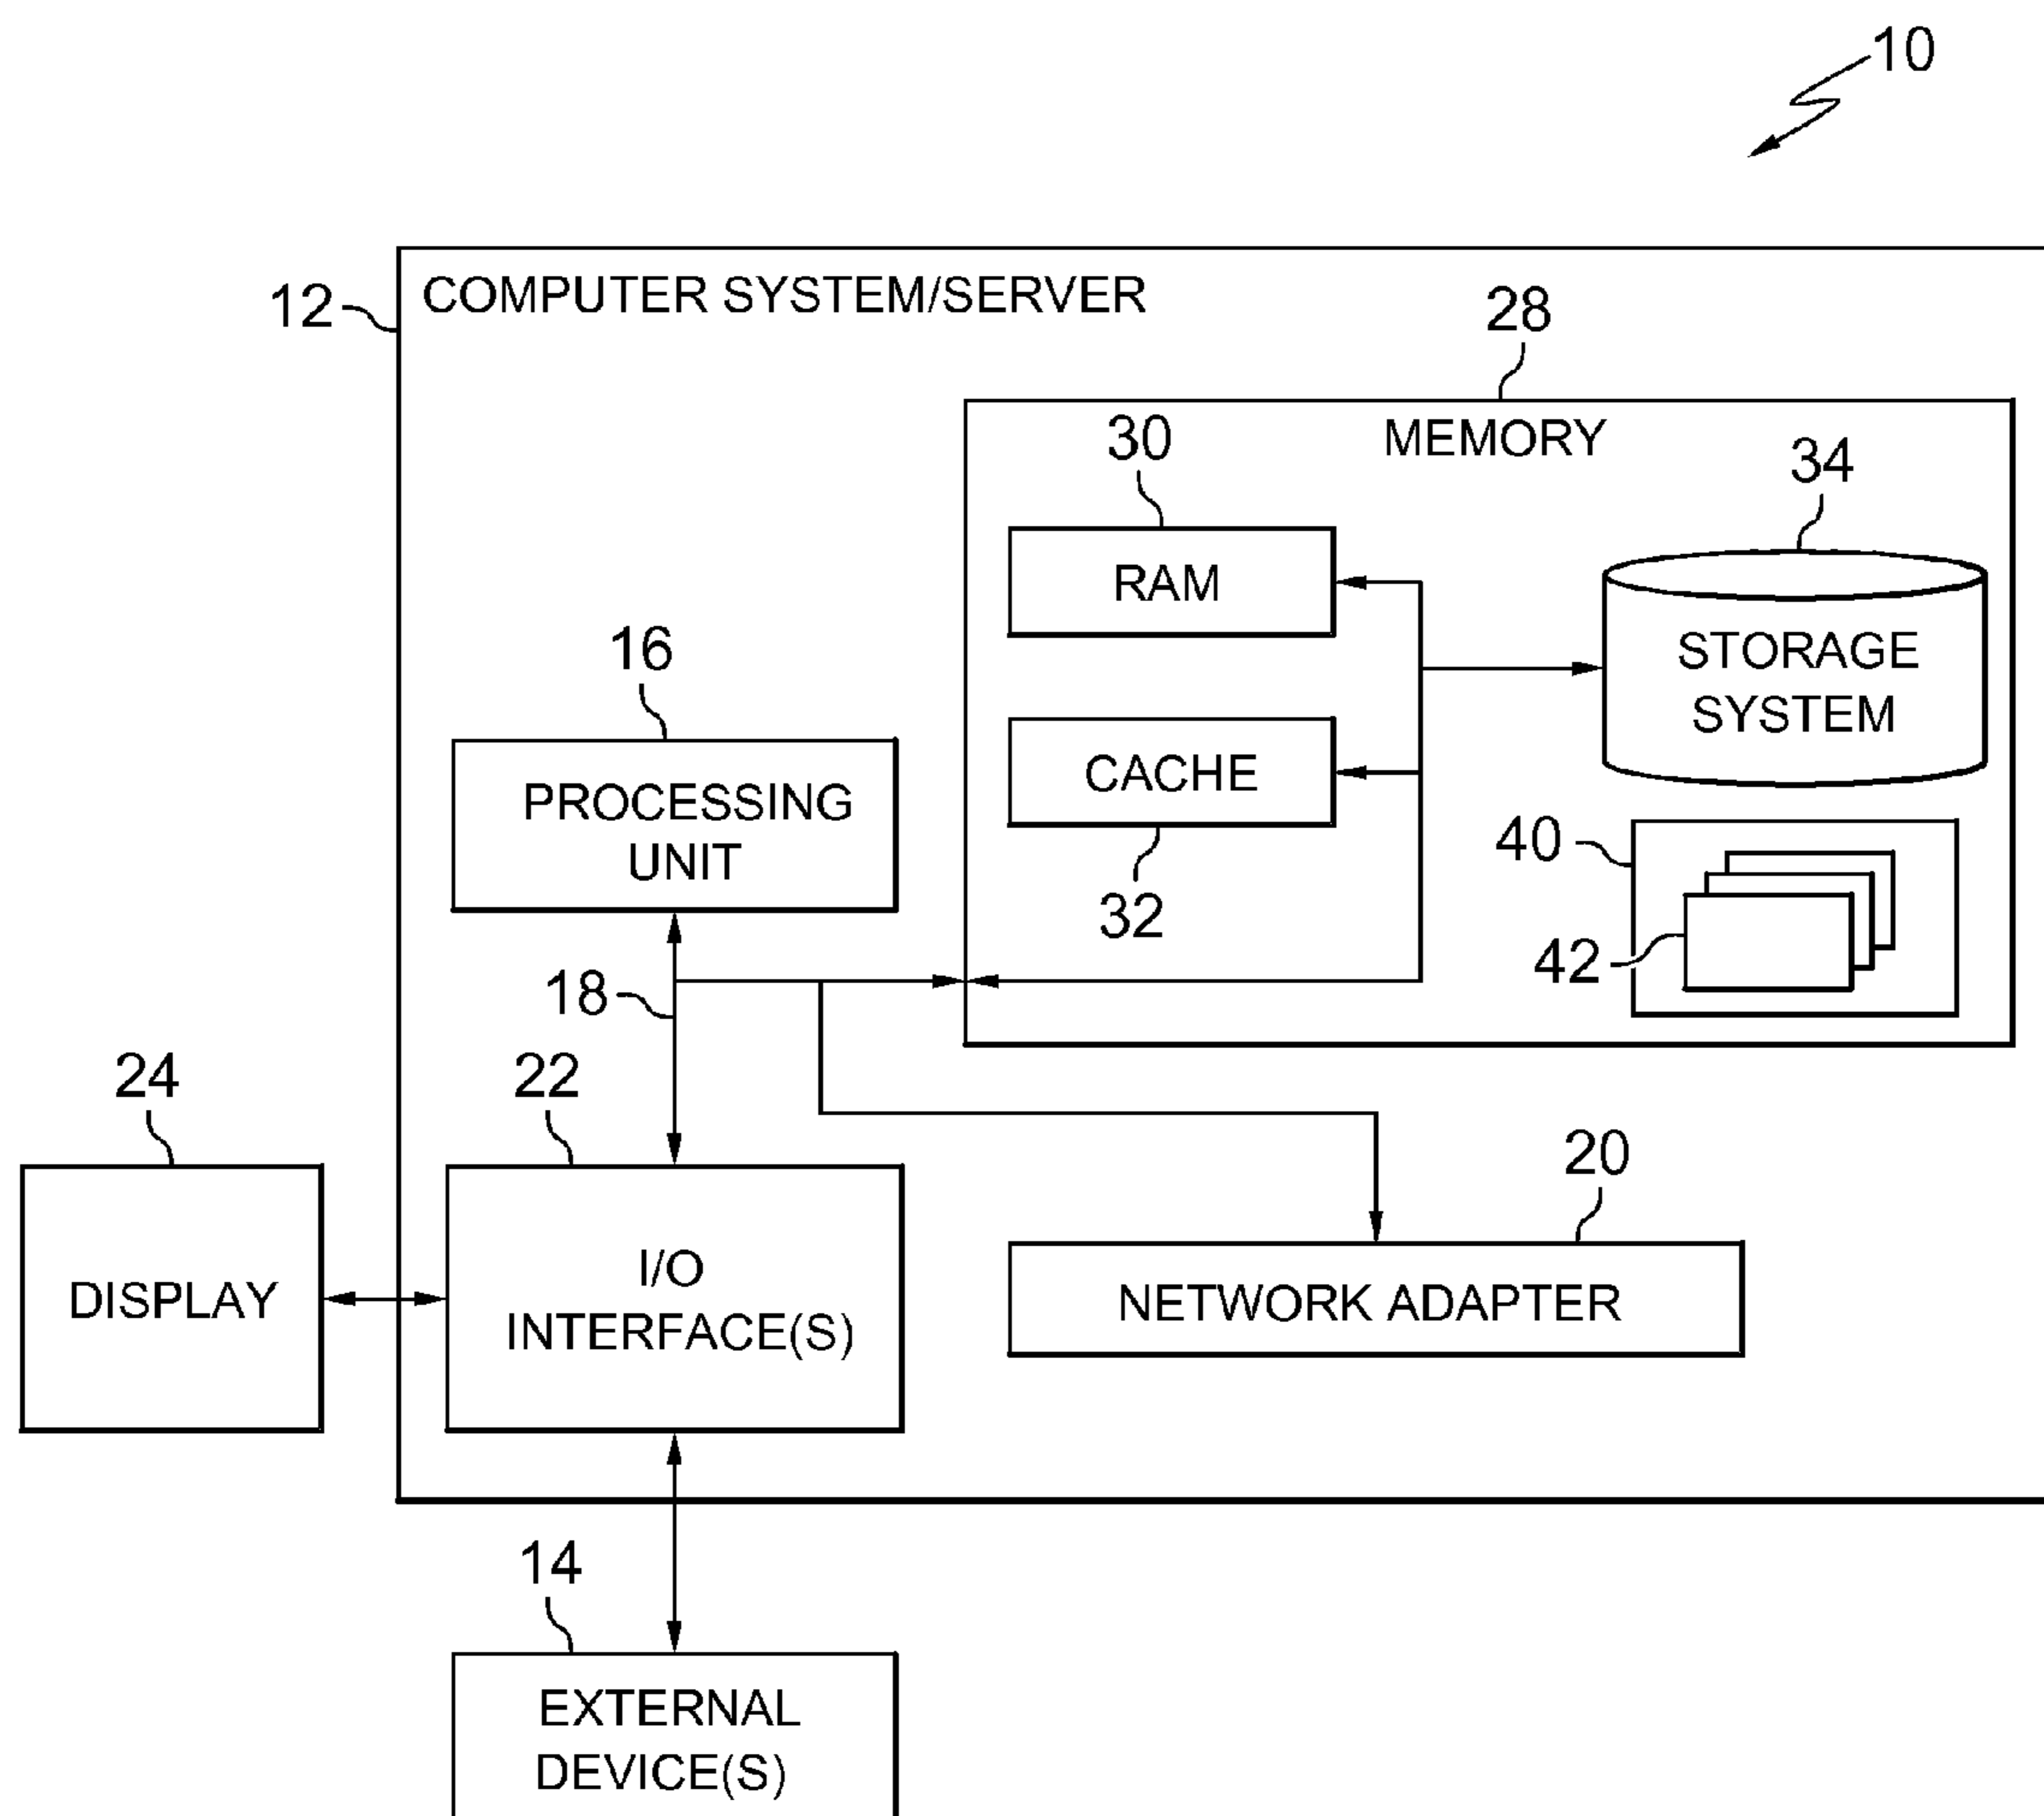 10
12
COMPUTER SYSTEM/SERVER
28
MEMORY
30
34
RAM
STORAGE
SYSTEM
16
PROCESSING
UNIT
CACHE
32
40
42
18
24
22
20
DISPLAY
I/O
INTERFACE(S)
NETWORK ADAPTER
14
EXTERNAL
DEVICE(S)